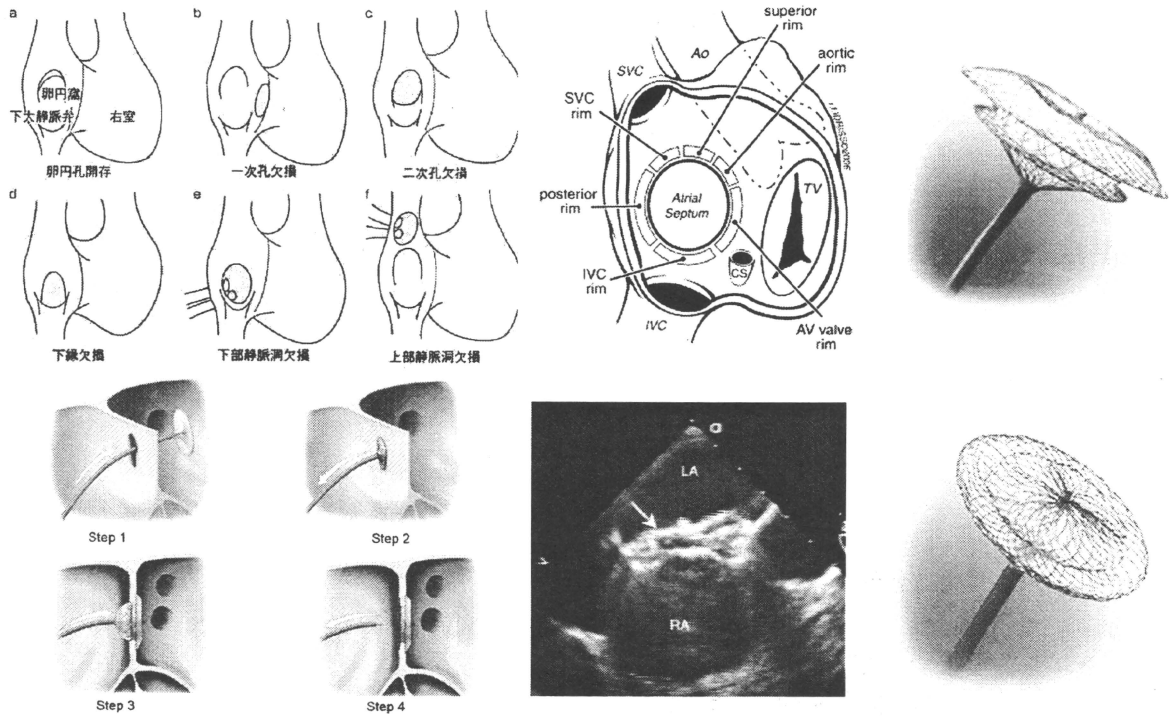 a
卵円窩
下大静脈弁
右室
卵円孔開存
b
一次孔欠損
c
二次孔欠損
d
下縁欠損
e
下部静脈洞欠損
f
上部静脈洞欠損
superior
rim
aortic
rim
Ao
SVC
SVC
rim
posterior
rim
Atrial
Septum
TV
IVC
rim
CS
IVC
AV valve
rim
Step 1
Step 2
Step 3
Step 4
LA
RA